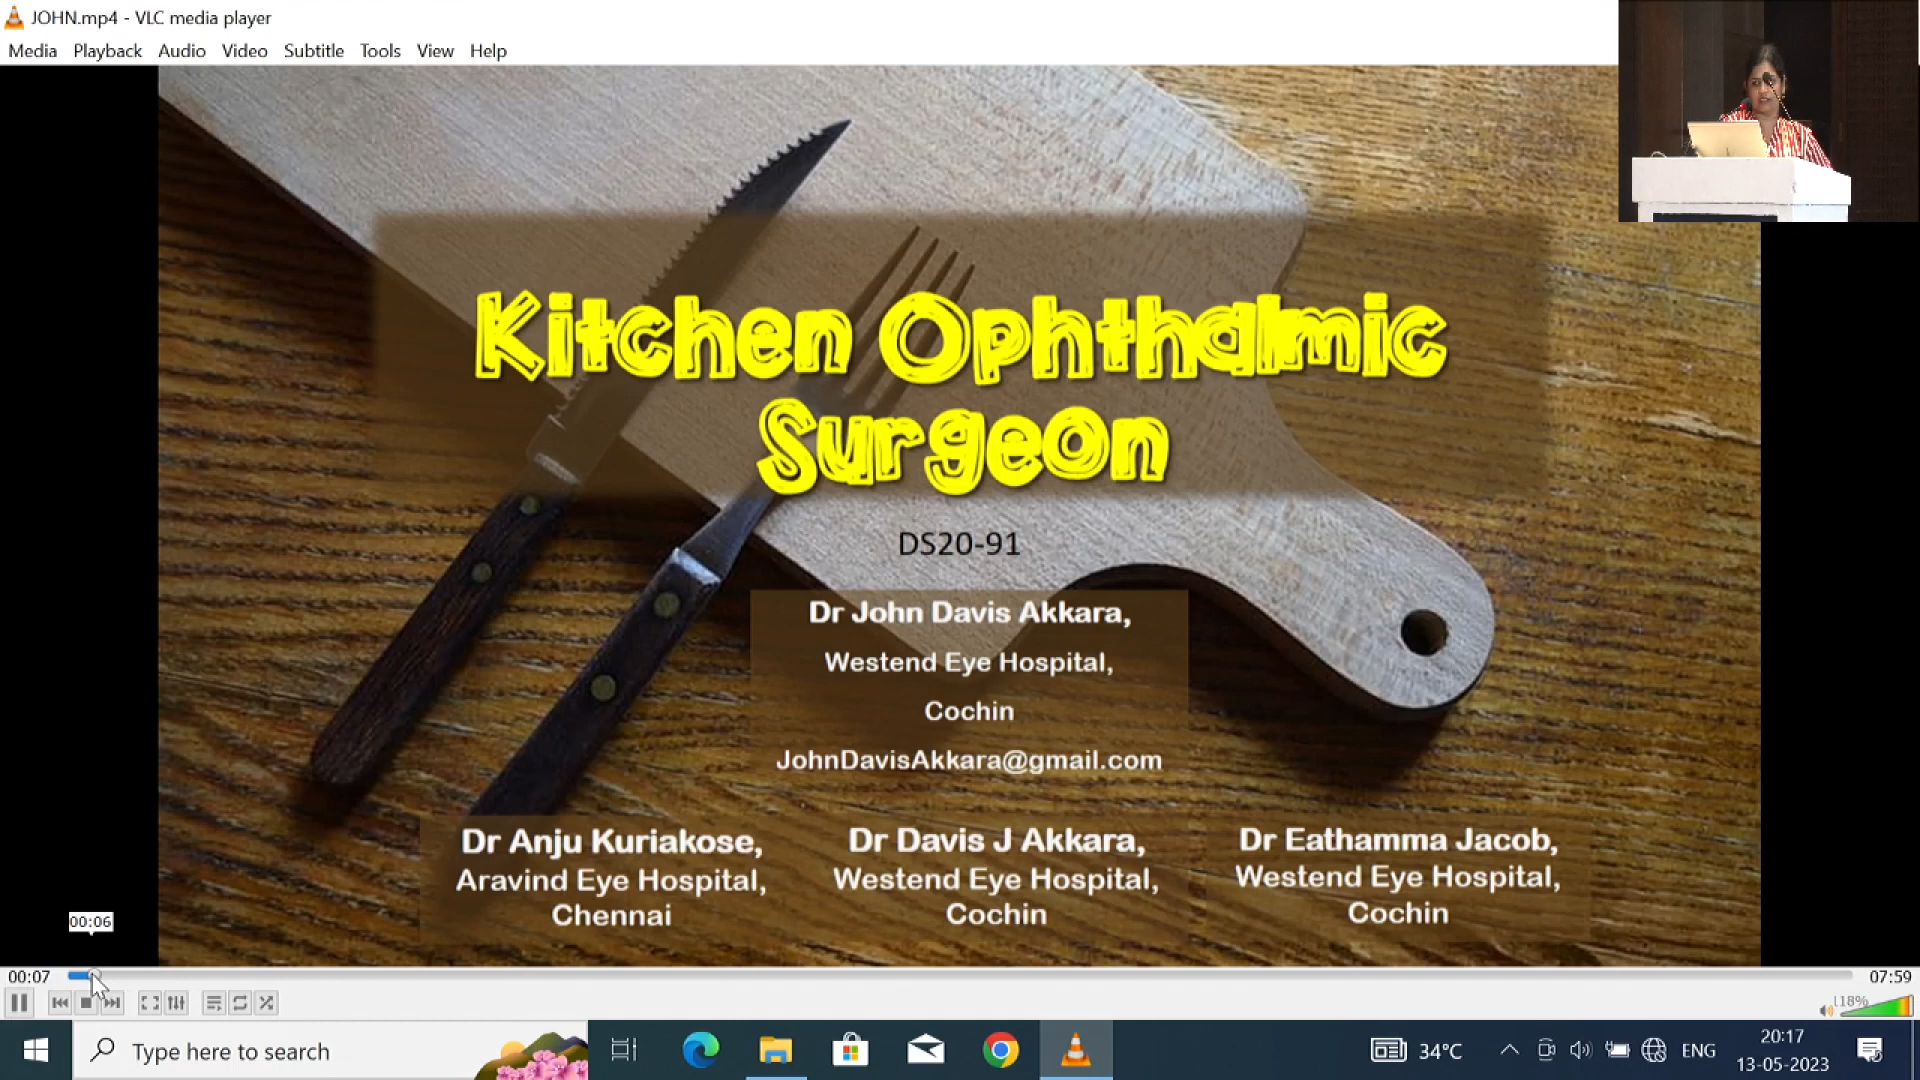 JOHN.mp4 - VLC media player
Media Playback Audio Video Subtitle Tools View Help
Kitchen Ophthalmic
Surgeon
DS20-91
Dr John Davis Akkara,
Westend Eye Hospital,
Cochin
JohnDavisAkkara@gmail.com
Dr Anju Kuriakose,
Aravind Eye Hospital,
Chennai
Dr Davis J Akkara,
Westend Eye Hospital,
Cochin
Dr Eathamma Jacob,
Westend Eye Hospital,
Cochin
00:06
00:07
07:59
118%
Type here to search
34°C
ENG
20:17
13-05-2023